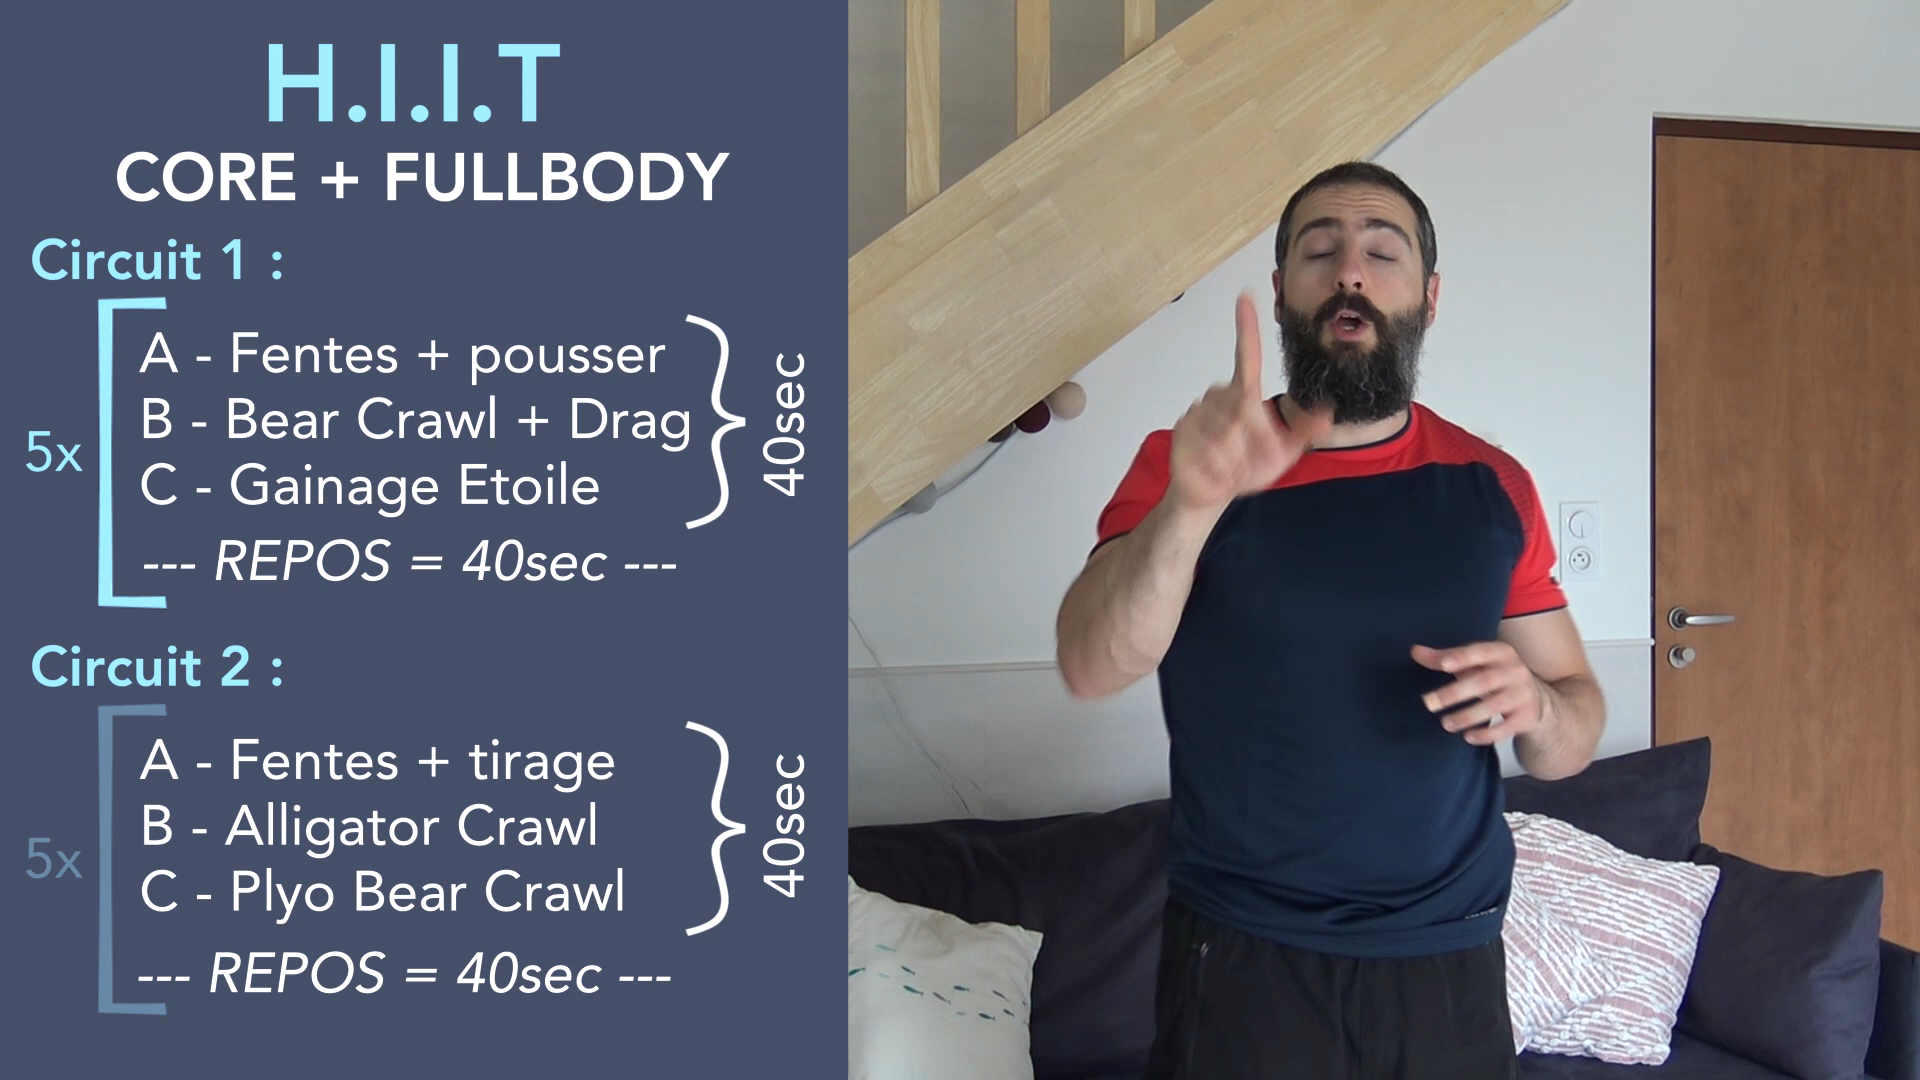 H.I.I.T
CORE + FULLBODY
Circuit 1 :
5x
A - Fentes + pousser
B - Bear Crawl + Drag
C - Gainage Etoile
40sec
--- REPOS = 40sec ---
Circuit 2 :
5x
A - Fentes + tirage
B - Alligator Crawl
C - Plyo Bear Crawl
40sec
--- REPOS = 40sec ---